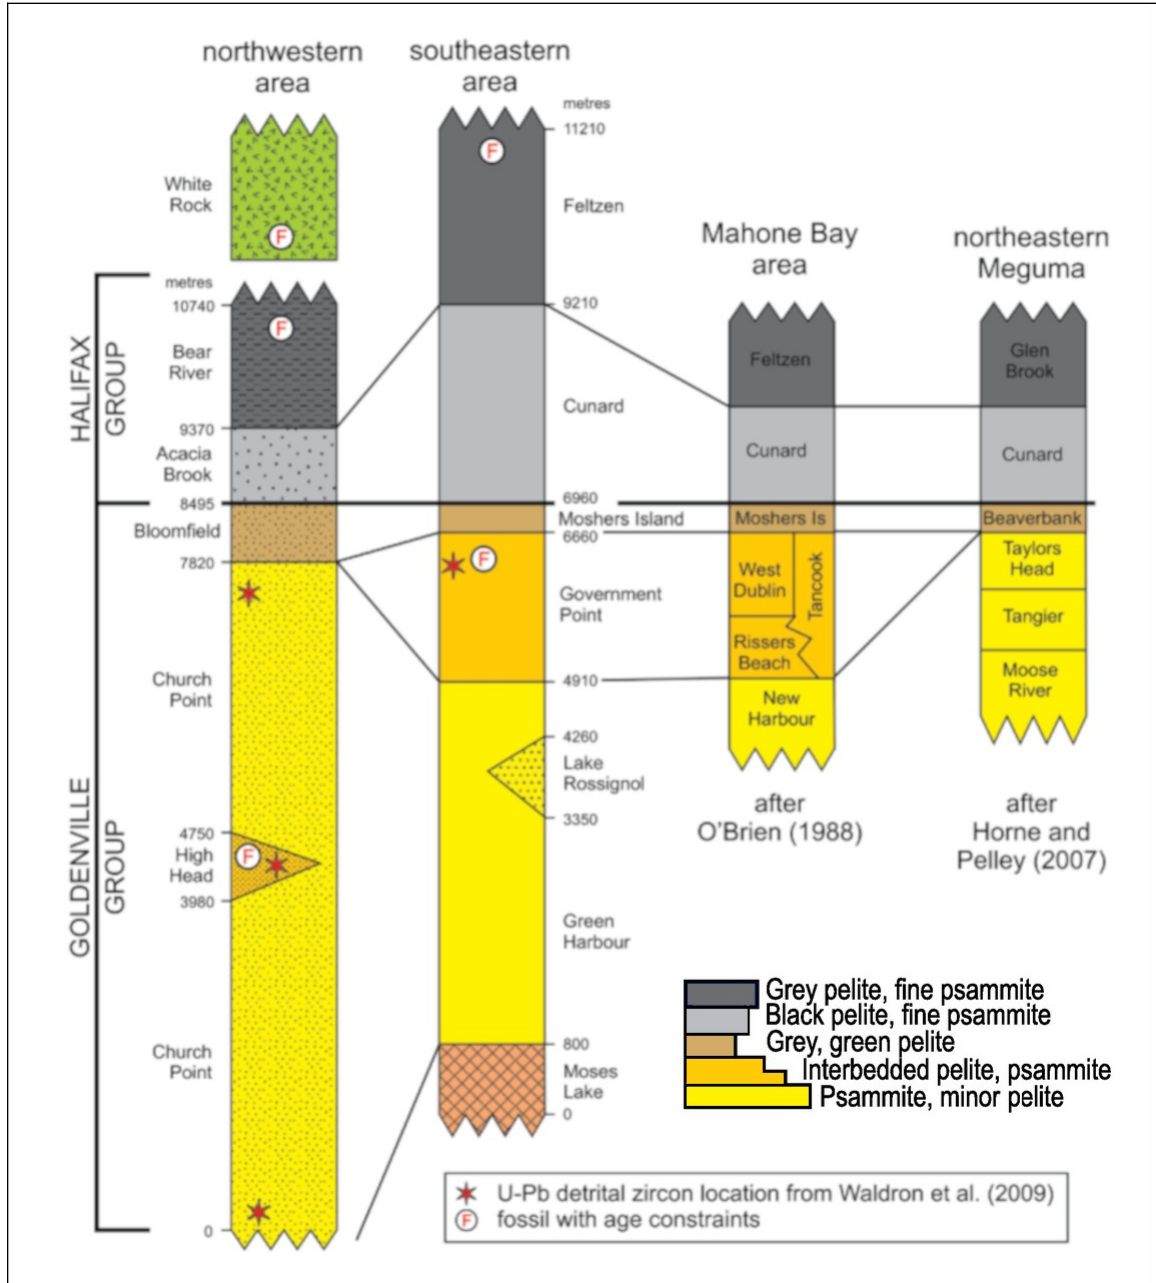 northwestern
area
southeastern
area
metres
11210
F
White
Rock
F
Feltzen
Mahone Bay
area
northeastern
Meguma
metres
10740
F
Bear
River
9370
Acacia
Brook
8495
Bloomfield
7820
HALIFAX
GROUP
9210
Cunard
6960
Moshers Island
6660
F
Government
Point
4910
4260
Lake
Rossignol
3350
Green
Harbour
800
Moses
Lake
0
Feltzen
Cunard
Moshers Is
West
Dublin
Tancook
Rissers
Beach
New
Harbour
after
O'Brien (1988)
Glen
Brook
Cunard
Beaverbank
Taylors
Head
Tangier
Moose
River
after
Horne and
Pelley (2007)
Church
Point
4750
High
Head
F
3980
GOLDENVILLE
GROUP
Church
Point
0
Grey pelite, fine psammite
Black pelite, fine psammite
Grey, green pelite
Interbedded pelite, psammite
Psammite, minor pelite
U-Pb detrital zircon location from Waldron et al. (2009)
F fossil with age constraints